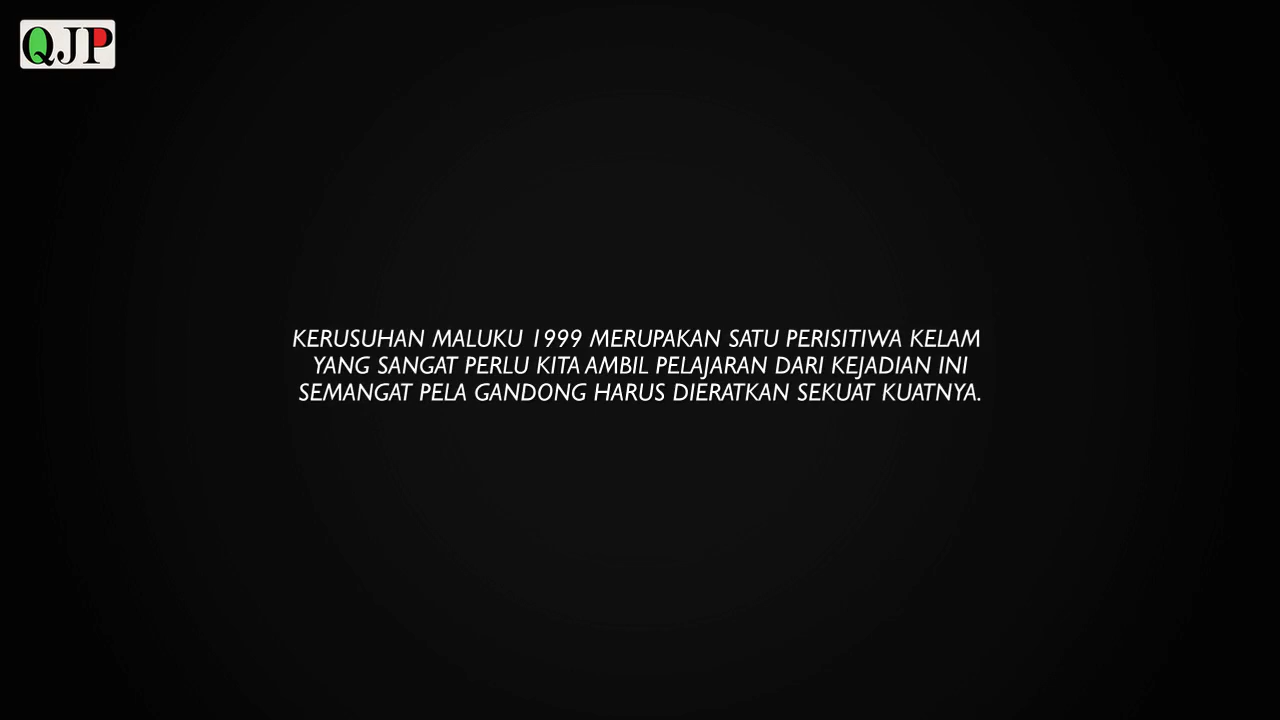 QJP
KERUSUHAN MALUKU 1999 MERUPAKAN SATU PERISITIWA KELAM
YANG SANGAT PERLU KITA AMBIL PELAJARAN DARI KEJADIAN INI
SEMANGAT PELA GANDONG HARUS DIERATKAN SEKUAT KUATNYA.